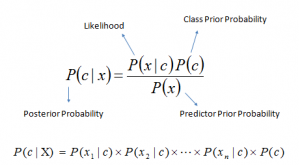 Likelihood
Class Prior Probability
P(c | x) = P(x | c)P(c) / P(x)
Posterior Probability
Predictor Prior Probability
P(c | X) = P(x₁ | c) × P(x₂ | c) × ··· × P(xₙ | c) × P(c)